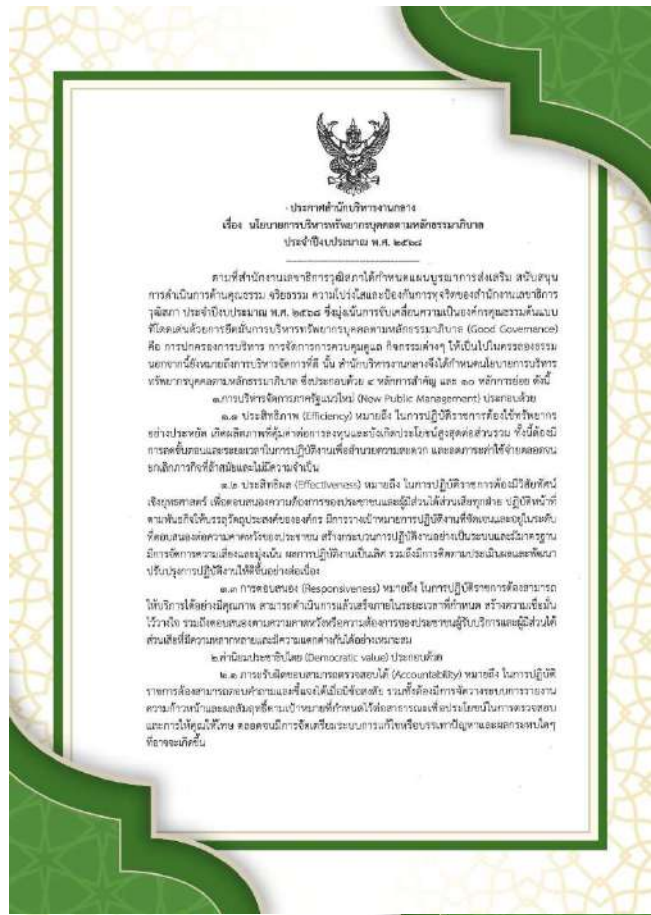 ประกาศสำนักบริหารงานกลาง
เรื่อง นโยบายการบริหารทรัพยากรบุคคลตามหลักธรรมาภิบาล
ประจำปีงบประมาณ พ.ศ. ๒๕๖๘
ตามที่สำนักงานเลขาธิการวุฒิสภาได้กำหนดแผนบูรณาการส่งเสริม สนับสนุน
การดำเนินการด้านคุณธรรม จริยธรรม ความโปร่งใสและป้องกันการทุจริตของสำนักงานเลขาธิการ
วุฒิสภา ประจำปีงบประมาณ พ.ศ. ๒๕๖๘ ซึ่งมุ่งเน้นการขับเคลื่อนความเป็นองค์กรคุณธรรมต้นแบบ
ที่โดดเด่นด้วยการยึดมั่นการบริหารทรัพยากรบุคคลตามหลักธรรมาภิบาล (Good Governance)
คือ การปกครองการบริหาร การจัดการการควบคุมดูแล กิจกรรมต่างๆ ให้เป็นไปในครรลองธรรม
นอกจากนี้ยังหมายถึงการบริหารจัดการที่ดี นั้น สำนักบริหารงานกลางจึงได้กำหนดนโยบายการบริหาร
ทรัพยากรบุคคลตามหลักธรรมาภิบาล ซึ่งประกอบด้วย ๔ หลักการสำคัญ และ ๑๐ หลักการย่อย ดังนี้
๑.การบริหารจัดการภาครัฐแนวใหม่ (New Public Management) ประกอบด้วย
๑.๑ ประสิทธิภาพ (Efficiency) หมายถึง ในการปฏิบัติราชการต้องใช้ทรัพยากร
อย่างประหยัด เกิดผลิตภาพที่คุ้มค่าต่อการลงทุนและบังเกิดประโยชน์สูงสุดต่อส่วนรวม ทั้งนี้ต้องมี
การลดขั้นตอนและระยะเวลาในการปฏิบัติงานเพื่ออำนวยความสะดวก และลดภาระค่าใช้จ่ายตลอดจน
ยกเลิกภารกิจที่ล้าสมัยและไม่มีความจำเป็น
๑.๒ ประสิทธิผล (Effectiveness) หมายถึง ในการปฏิบัติราชการต้องมีวิสัยทัศน์
เชิงยุทธศาสตร์ เพื่อตอบสนองความต้องการของประชาชนและผู้มีส่วนได้ส่วนเสียทุกฝ่าย ปฏิบัติหน้าที่
ตามพันธกิจให้บรรลุวัตถุประสงค์ขององค์กร มีการวางเป้าหมายการปฏิบัติงานที่ชัดเจนและอยู่ในระดับ
ที่ตอบสนองต่อความคาดหวังของประชาชน สร้างกระบวนการปฏิบัติงานอย่างเป็นระบบและมีมาตรฐาน
มีการจัดการความเสี่ยงและมุ่งเน้น ผลการปฏิบัติงานเป็นเลิศ รวมถึงมีการติดตามประเมินผลและพัฒนา
ปรับปรุงการปฏิบัติงานให้ดีขึ้นอย่างต่อเนื่อง
๑.๓ การตอบสนอง (Responsiveness) หมายถึง ในการปฏิบัติราชการต้องสามารถ
ให้บริการได้อย่างมีคุณภาพ สามารถดำเนินการแล้วเสร็จภายในระยะเวลาที่กำหนด สร้างความเชื่อมั่น
ไว้วางใจ รวมถึงตอบสนองตามความคาดหวังหรือความต้องการของประชาชนผู้รับบริการและผู้มีส่วนได้
ส่วนเสียที่มีความหลากหลายและมีความแตกต่างกันได้อย่างเหมาะสม
๒.ค่านิยมประชาธิปไตย (Democratic value) ประกอบด้วย
๒.๑ ภาระรับผิดชอบสามารถตรวจสอบได้ (Accountability) หมายถึง ในการปฏิบัติ
ราชการต้องสามารถตอบคำถามและชี้แจงได้เมื่อมีข้อสงสัย รวมทั้งต้องมีการจัดวางระบบการรายงาน
ความก้าวหน้าและผลสัมฤทธิ์ตามเป้าหมายที่กำหนดไว้ต่อสาธารณะเพื่อประโยชน์ในการตรวจสอบ
และการให้คุณให้โทษ ตลอดจนมีการจัดเตรียมระบบการแก้ไขหรือบรรเทาปัญหาและผลกระทบใดๆ
ที่อาจจะเกิดขึ้น